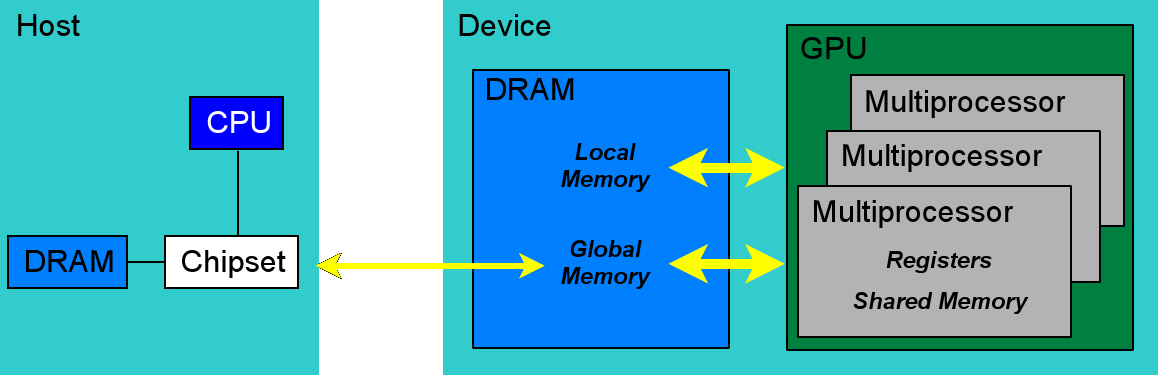 Host
CPU
DRAM
Chipset
Device
DRAM
Local
Memory
Global
Memory
GPU
Multiprocessor
Multiprocessor
Multiprocessor
Registers
Shared Memory